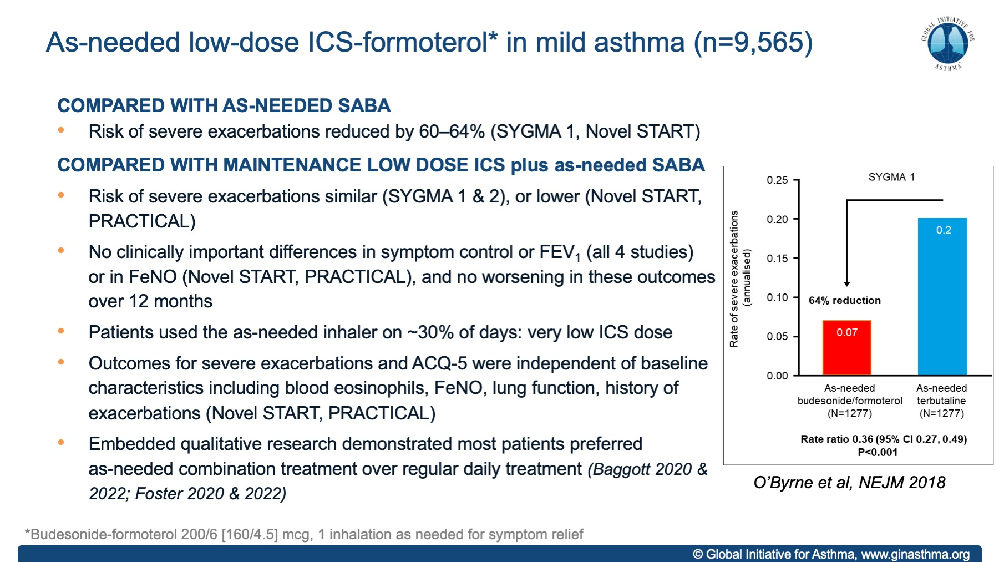 As-needed low-dose ICS-formoterol* in mild asthma (n=9,565)
GLOBAL INITIATIVE FOR
ASTHMA
COMPARED WITH AS-NEEDED SABA
• Risk of severe exacerbations reduced by 60–64% (SYGMA 1, Novel START)
COMPARED WITH MAINTENANCE LOW DOSE ICS plus as-needed SABA
• Risk of severe exacerbations similar (SYGMA 1 & 2), or lower (Novel START,
PRACTICAL)
• No clinically important differences in symptom control or FEV₁ (all 4 studies)
or in FeNO (Novel START, PRACTICAL), and no worsening in these outcomes
over 12 months
• Patients used the as-needed inhaler on ~30% of days: very low ICS dose
• Outcomes for severe exacerbations and ACQ-5 were independent of baseline
characteristics including blood eosinophils, FeNO, lung function, history of
exacerbations (Novel START, PRACTICAL)
• Embedded qualitative research demonstrated most patients preferred
as-needed combination treatment over regular daily treatment (Baggott 2020 &
2022; Foster 2020 & 2022)
SYGMA 1
Rate of severe exacerbations
(annualised)
0.25
0.20
0.15
0.10
0.05
0.00
0.2
64% reduction
0.07
As-needed
budesonide/formoterol
(N=1277)
As-needed
terbutaline
(N=1277)
Rate ratio 0.36 (95% CI 0.27, 0.49)
P<0.001
O’Byrne et al, NEJM 2018
*Budesonide-formoterol 200/6 [160/4.5] mcg, 1 inhalation as needed for symptom relief
© Global Initiative for Asthma, www.ginasthma.org